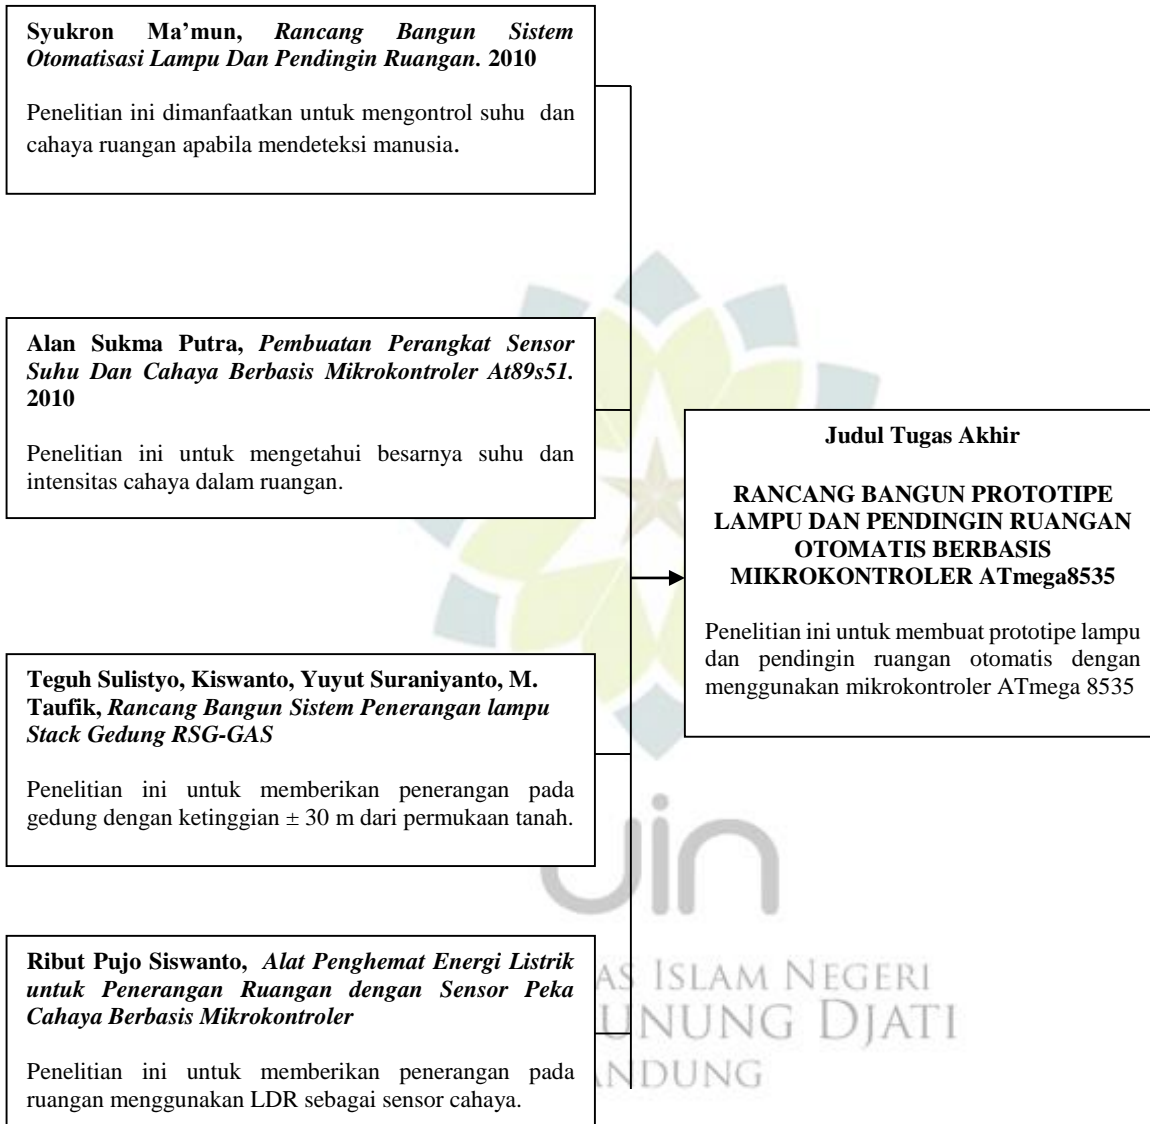 Syukron Ma’mun, Rancang Bangun Sistem
Otomatisasi Lampu Dan Pendingin Ruangan. 2010
Penelitian ini dimanfaatkan untuk mengontrol suhu dan
cahaya ruangan apabila mendeteksi manusia.
Alan Sukma Putra, Pembuatan Perangkat Sensor
Suhu Dan Cahaya Berbasis Mikrokontroler At89s51.
2010
Penelitian ini untuk mengetahui besarnya suhu dan
intensitas cahaya dalam ruangan.
Teguh Sulistyo, Kiswanto, Yuyut Suraniyanto, M.
Taufik, Rancang Bangun Sistem Penerangan lampu
Stack Gedung RSG-GAS
Penelitian ini untuk memberikan penerangan pada
gedung dengan ketinggian ± 30 m dari permukaan tanah.
Ribut Pujo Siswanto, Alat Penghemat Energi Listrik
untuk Penerangan Ruangan dengan Sensor Peka
Cahaya Berbasis Mikrokontroler
Penelitian ini untuk memberikan penerangan pada
ruangan menggunakan LDR sebagai sensor cahaya.
Judul Tugas Akhir
RANCANG BANGUN PROTOTIPE
LAMPU DAN PENDINGIN RUANGAN
OTOMATIS BERBASIS
MIKROKONTROLER ATmega8535
Penelitian ini untuk membuat prototipe lampu
dan pendingin ruangan otomatis dengan
menggunakan mikrokontroler ATmega 8535
uin
AS ISLAM NEGERI
UNUNG DJATI
NDUNG